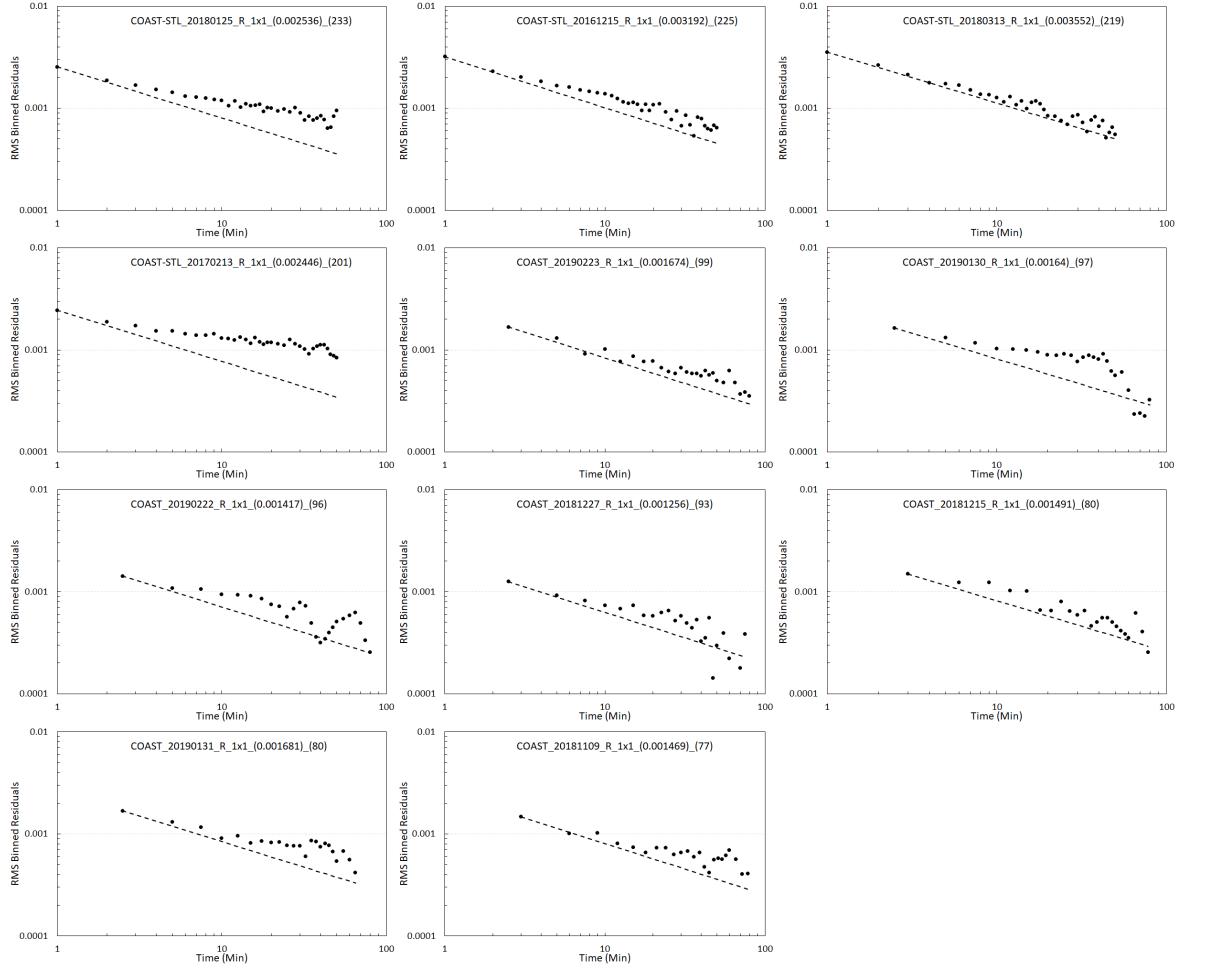 COAST-STL_20180125_R_1x1_(0.002536)_(233)
0.01
0.001
0.0001
RMS Binned Residuals
1
10
100
Time (Min)
COAST-STL_20161215_R_1x1_(0.003192)_(225)
0.01
0.001
0.0001
RMS Binned Residuals
1
10
100
Time (Min)
COAST-STL_20180313_R_1x1_(0.003552)_(219)
0.01
0.001
0.0001
RMS Binned Residuals
1
10
100
Time (Min)
COAST-STL_20170213_R_1x1_(0.002446)_(201)
0.01
0.001
0.0001
RMS Binned Residuals
1
10
100
Time (Min)
COAST_20190223_R_1x1_(0.001674)_(99)
0.01
0.001
0.0001
RMS Binned Residuals
1
10
100
Time (Min)
COAST_20190130_R_1x1_(0.00164)_(97)
0.01
0.001
0.0001
RMS Binned Residuals
1
10
100
Time (Min)
COAST_20190222_R_1x1_(0.001417)_(96)
0.01
0.001
0.0001
RMS Binned Residuals
1
10
100
Time (Min)
COAST_20181227_R_1x1_(0.001256)_(93)
0.01
0.001
0.0001
RMS Binned Residuals
1
10
100
Time (Min)
COAST_20181215_R_1x1_(0.001491)_(80)
0.01
0.001
0.0001
RMS Binned Residuals
1
10
100
Time (Min)
COAST_20190131_R_1x1_(0.001681)_(80)
0.01
0.001
0.0001
RMS Binned Residuals
1
10
100
Time (Min)
COAST_20181109_R_1x1_(0.001469)_(77)
0.01
0.001
0.0001
RMS Binned Residuals
1
10
100
Time (Min)